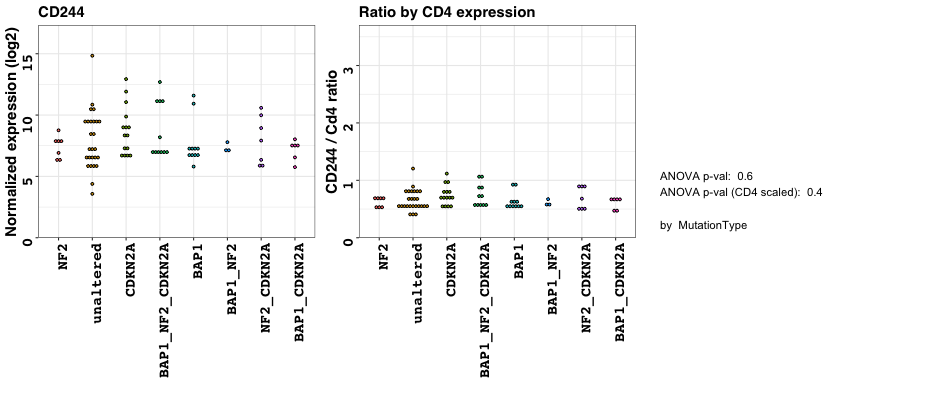 CD244
Normalized expression (log2)
15
10
5
0
NF2
unaltered
CDKN2A
BAP1_NF2_CDKN2A
BAP1
BAP1_NF2
NF2_CDKN2A
BAP1_CDKN2A
Ratio by CD4 expression
CD244 / Cd4 ratio
3
2
1
0
NF2
unaltered
CDKN2A
BAP1_NF2_CDKN2A
BAP1
BAP1_NF2
NF2_CDKN2A
BAP1_CDKN2A
ANOVA p-val: 0.6
ANOVA p-val (CD4 scaled): 0.4
by MutationType